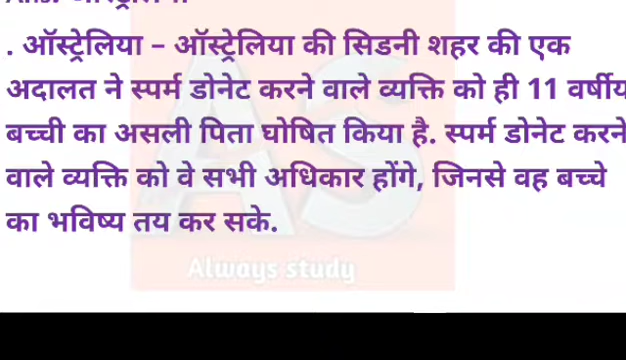 . ऑस्ट्रेलिया – ऑस्ट्रेलिया की सिडनी शहर की एक
अदालत ने स्पर्म डोनेट करने वाले व्यक्ति को ही 11 वर्षीय
बच्ची का असली पिता घोषित किया है. स्पर्म डोनेट करने
वाले व्यक्ति को वे सभी अधिकार होंगे, जिनसे वह बच्चे
का भविष्य तय कर सके.
AS
Always study